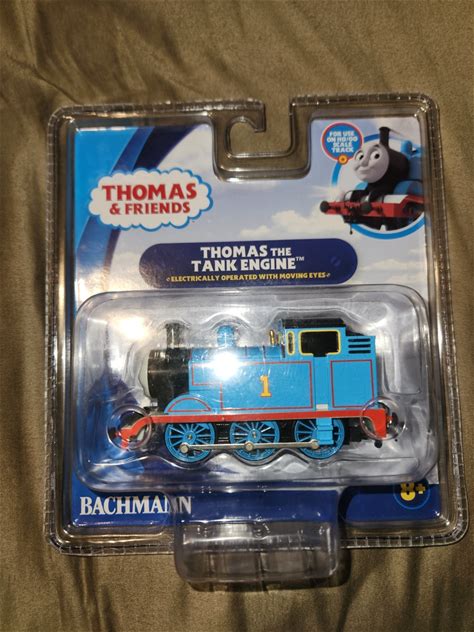 FOR USE
ON HO/OO
SCALE
TRACK
THOMAS
& FRIENDS
THOMAS THE
TANK ENGINE™
ELECTRICALLY OPERATED WITH MOVING EYES
1
BACHMANN
8+